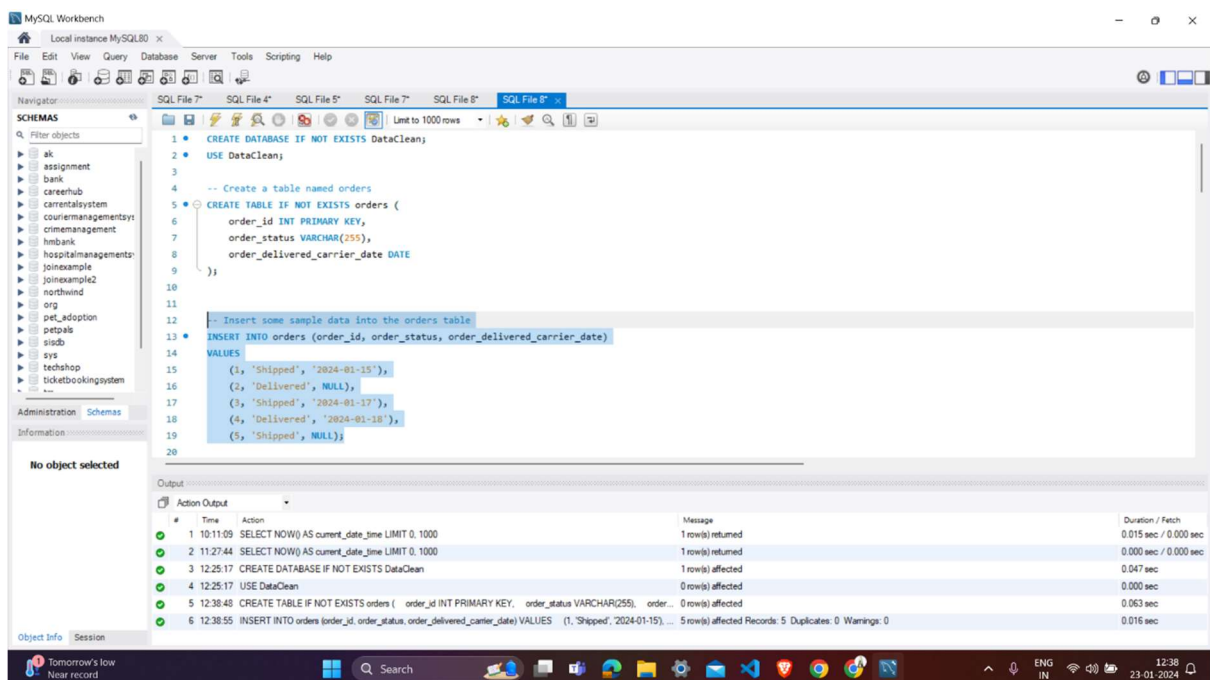 MySQL Workbench
Local instance MySQL80
File Edit View Query Database Server Tools Scripting Help
Navigator
SCHEMAS
Filter objects
ak
assignment
bank
careerhub
carrentalsystem
couriermanagementsys
crimemanagement
hmbank
hospitalmanagements
joinexample
joinexample2
northwind
org
pet_adoption
petpals
sisdb
sys
techshop
ticketbookingsystem
Administration Schemas
Information
No object selected
Object Info Session
SQL File 7* SQL File 4* SQL File 5* SQL File 7* SQL File 8* SQL File 8*
Limit to 1000 rows
1 CREATE DATABASE IF NOT EXISTS DataClean;
2 USE DataClean;
3
4 -- Create a table named orders
5 CREATE TABLE IF NOT EXISTS orders (
6 order_id INT PRIMARY KEY,
7 order_status VARCHAR(255),
8 order_delivered_carrier_date DATE
9 );
10
11
12 -- Insert some sample data into the orders table
13 INSERT INTO orders (order_id, order_status, order_delivered_carrier_date)
14 VALUES
15 (1, 'Shipped', '2024-01-15'),
16 (2, 'Delivered', NULL),
17 (3, 'Shipped', '2024-01-17'),
18 (4, 'Delivered', '2024-01-18'),
19 (5, 'Shipped', NULL);
20
Output
Action Output
# Time Action Message Duration / Fetch
1 10:11:09 SELECT NOW() AS current_date_time LIMIT 0, 1000 1 row(s) returned 0.015 sec / 0.000 sec
2 11:27:44 SELECT NOW() AS current_date_time LIMIT 0, 1000 1 row(s) returned 0.000 sec / 0.000 sec
3 12:25:17 CREATE DATABASE IF NOT EXISTS DataClean 1 row(s) affected 0.047 sec
4 12:25:17 USE DataClean 0 row(s) affected 0.000 sec
5 12:38:48 CREATE TABLE IF NOT EXISTS orders ( order_id INT PRIMARY KEY, order_status VARCHAR(255), order... 0 row(s) affected 0.063 sec
6 12:38:55 INSERT INTO orders (order_id, order_status, order_delivered_carrier_date) VALUES (1, 'Shipped', '2024-01-15'), ... 5 row(s) affected Records: 5 Duplicates: 0 Warnings: 0 0.016 sec
1
Tomorrow's low
Near record
Search
ENG
IN
12:38
23-01-2024